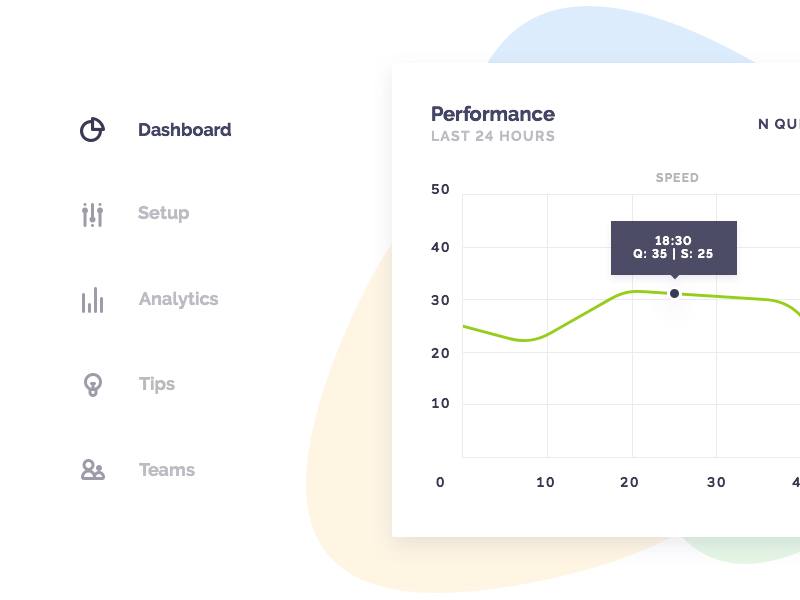 Dashboard
Setup
Analytics
Tips
Teams
Performance
LAST 24 HOURS
SPEED
50
40
30
20
10
18:30
Q: 35 | S: 25
0
10
20
30